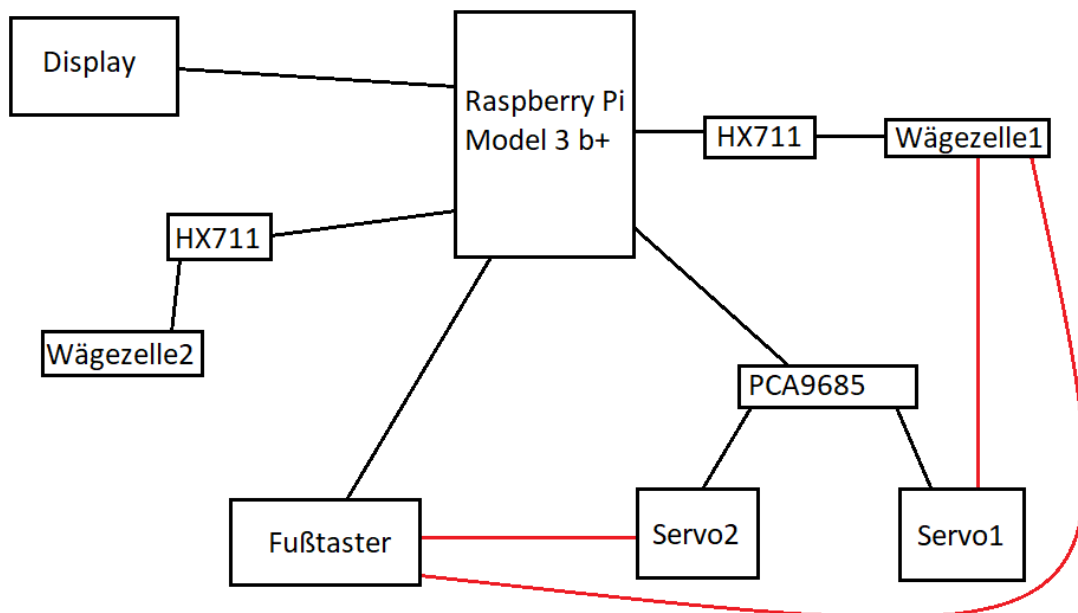 Display
Raspberry Pi
Model 3 b+
HX711
Wägezelle1
HX711
Wägezelle2
PCA9685
Fußtaster
Servo2
Servo1